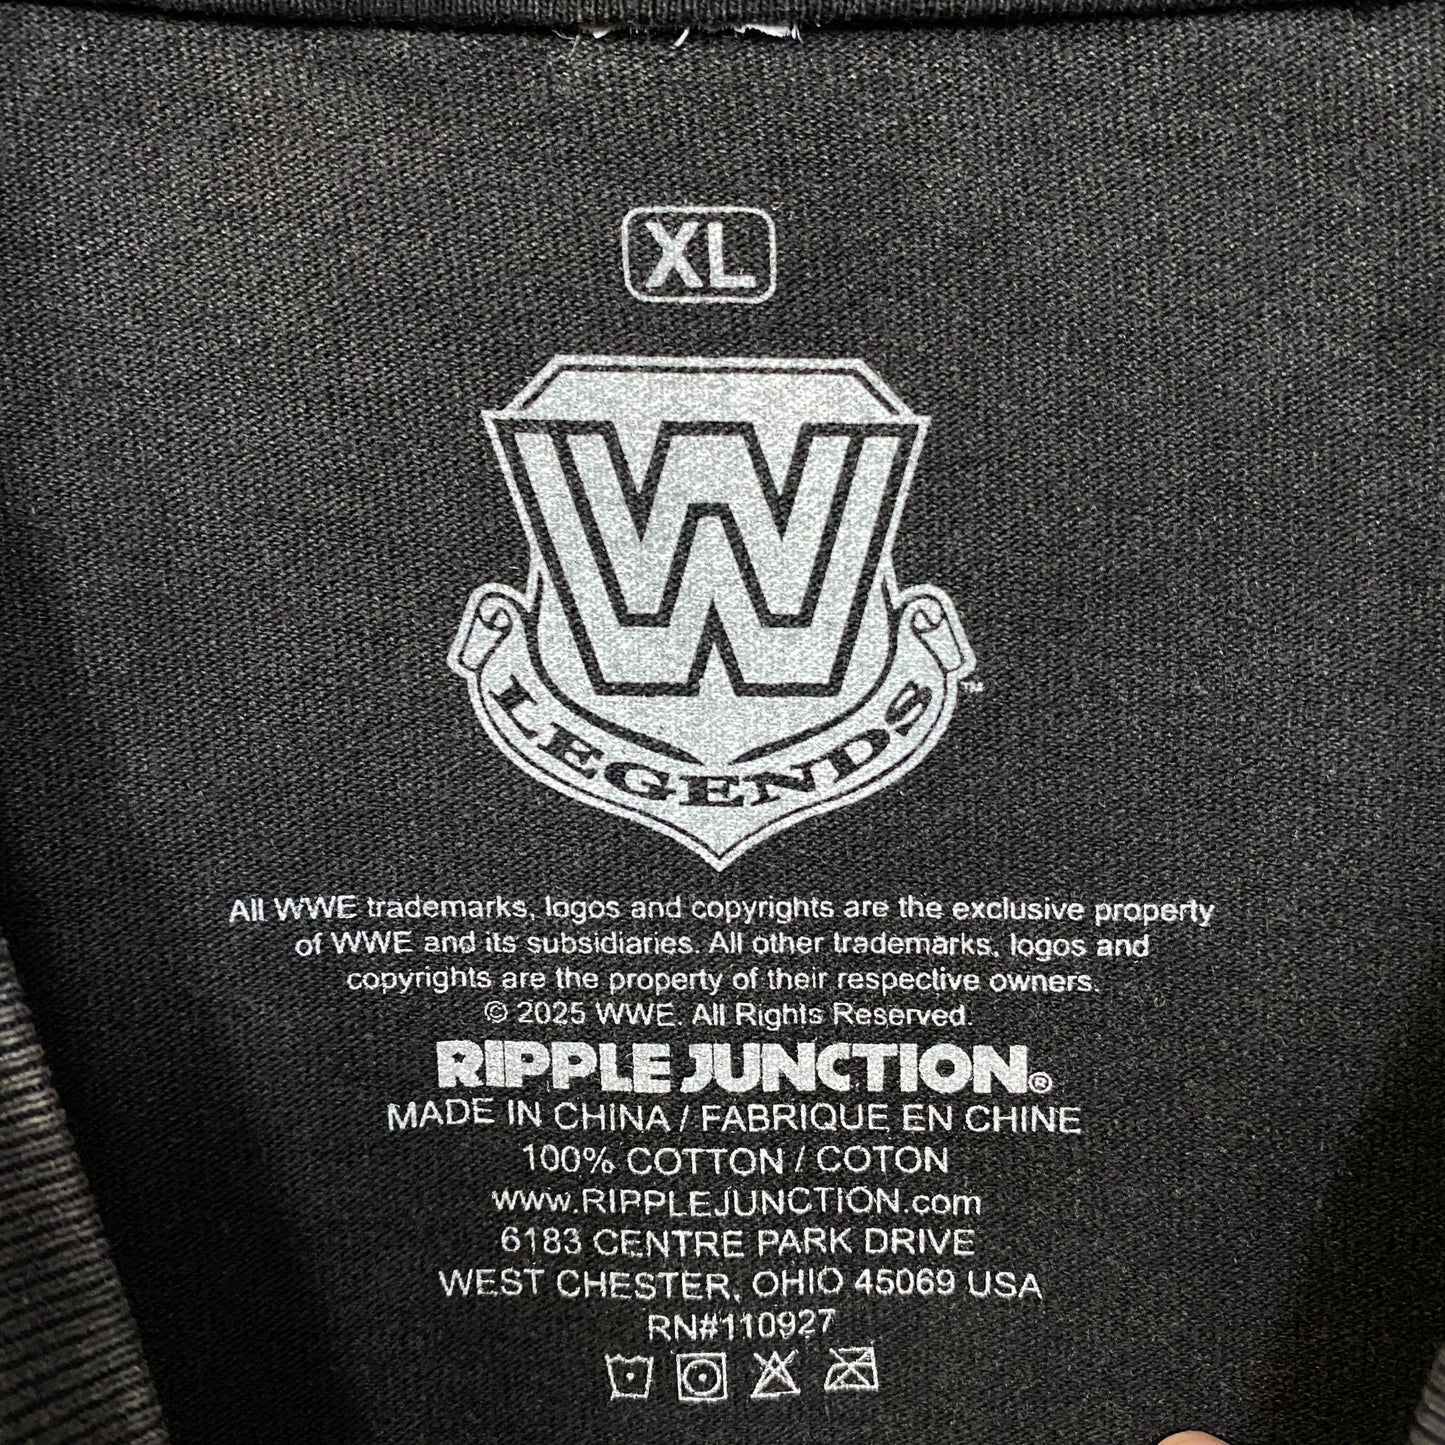 XL
W
LEGENDS
™
All WWE trademarks, logos and copyrights are the exclusive property
of WWE and its subsidiaries. All other trademarks, logos and
copyrights are the property of their respective owners.
© 2025 WWE. All Rights Reserved.
RIPPLE JUNCTION®
MADE IN CHINA / FABRIQUE EN CHINE
100% COTTON / COTON
www.RIPPLEJUNCTION.com
6183 CENTRE PARK DRIVE
WEST CHESTER, OHIO 45069 USA
RN#110927